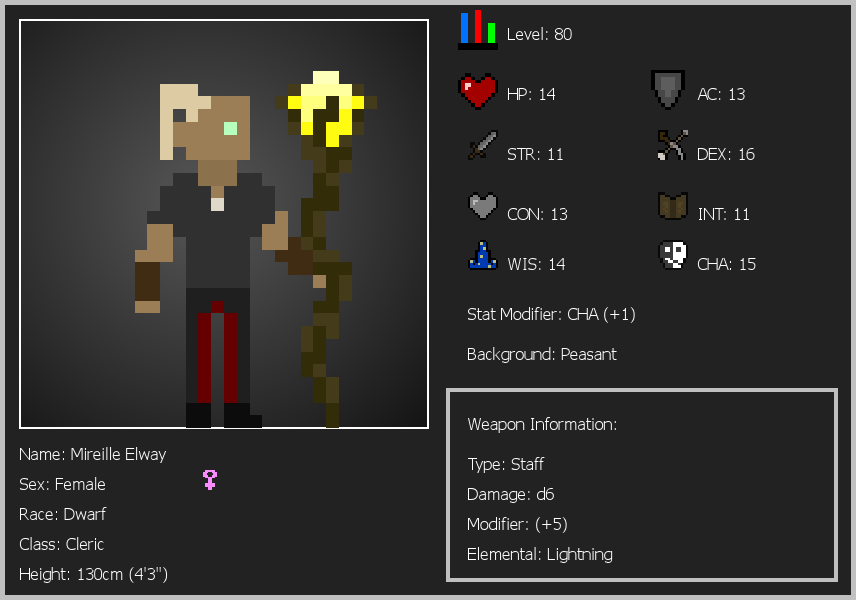 Level: 80
HP: 14
AC: 13
STR: 11
DEX: 16
CON: 13
INT: 11
WIS: 14
CHA: 15
Stat Modifier: CHA (+1)
Background: Peasant
Weapon Information:
Type: Staff
Damage: d6
Modifier: (+5)
Elemental: Lightning
Name: Mireille Elway
Sex: Female
Race: Dwarf
Class: Cleric
Height: 130cm (4'3")